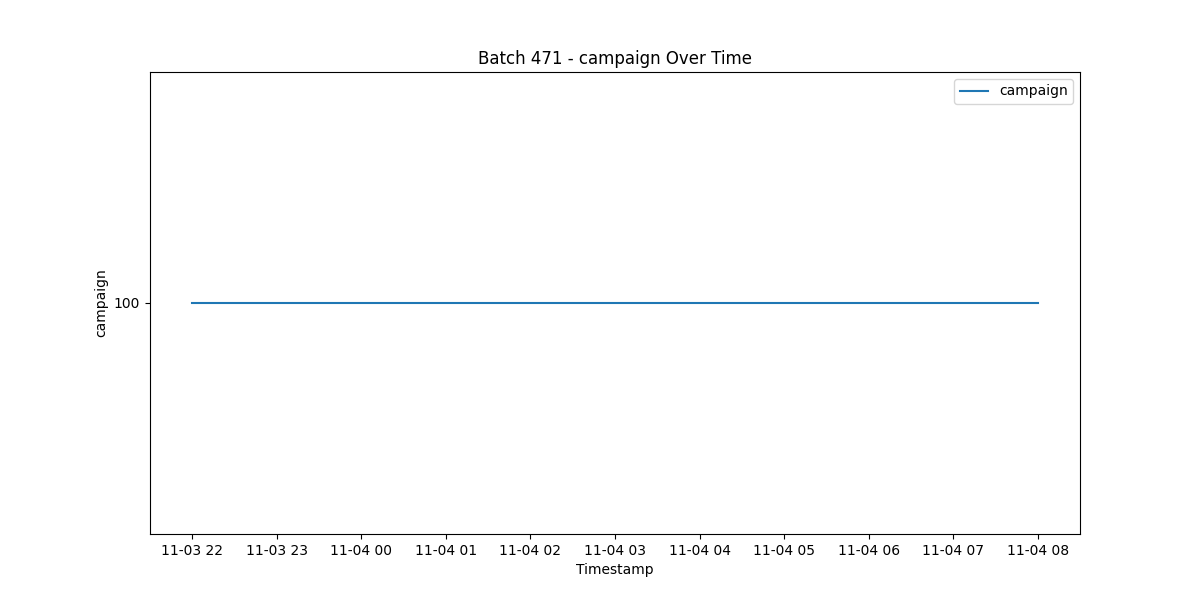 Batch 471 - campaign Over Time
campaign
campaign
100
11-03 22 11-03 23 11-04 00 11-04 01 11-04 02 11-04 03 11-04 04 11-04 05 11-04 06 11-04 07 11-04 08
Timestamp